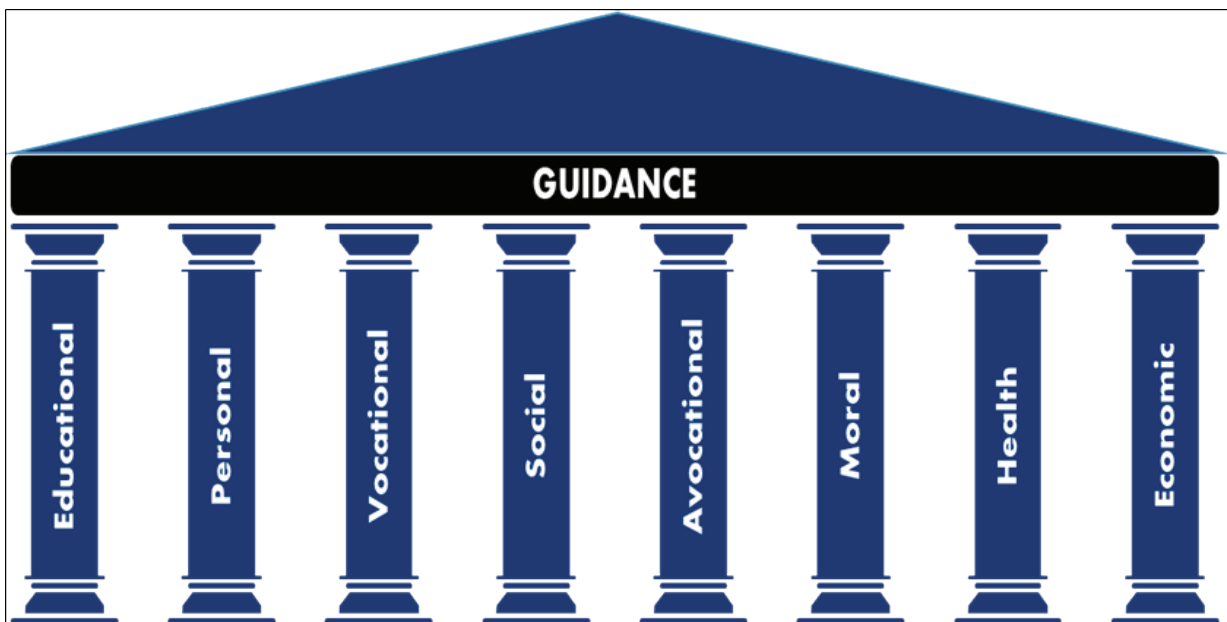 GUIDANCE
Educational
Personal
Vocational
Social
Avocational
Moral
Health
Economic